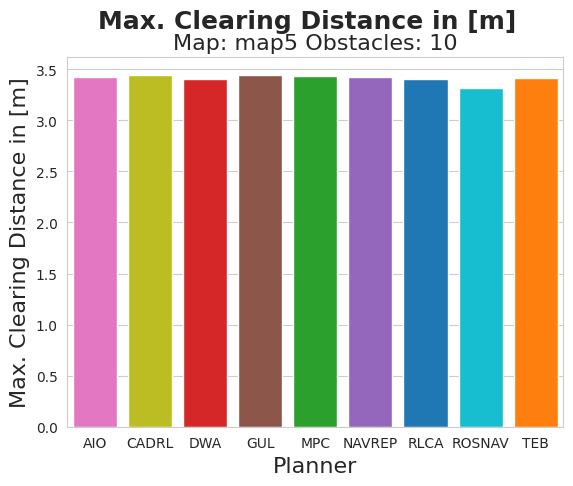 Max. Clearing Distance in [m]
Map: map5 Obstacles: 10
Max. Clearing Distance in [m]
3.5
3.0
2.5
2.0
1.5
1.0
0.5
0.0
AIO CADRL DWA GUL MPC NAVREP RLCA ROSNAV TEB
Planner